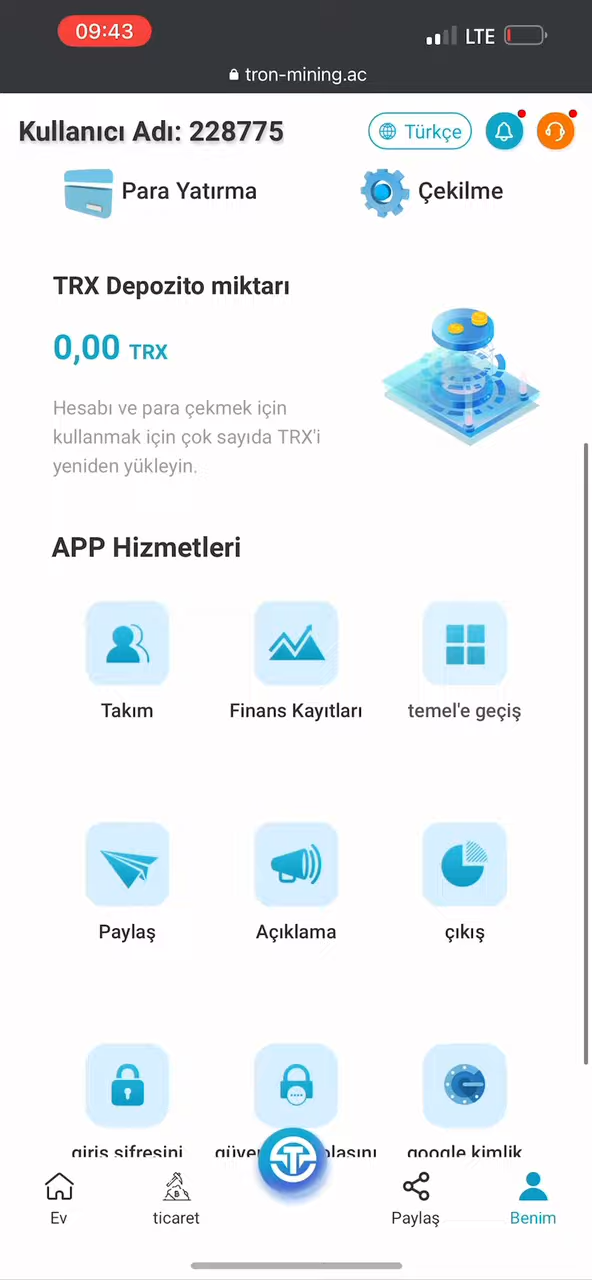 09:43
LTE
tron-mining.ac
Kullanıcı Adı: 228775
Türkçe
Para Yatırma
Çekilme
TRX Depozito miktarı
0,00 TRX
Hesabı ve para çekmek için
kullanmak için çok sayıda TRX'i
yeniden yükleyin.
APP Hizmetleri
Takım
Finans Kayıtları
temel'e geçiş
Paylaş
Açıklama
çıkış
giriş şifresini
google kimlik
Ev
ticaret
Paylaş
Benim